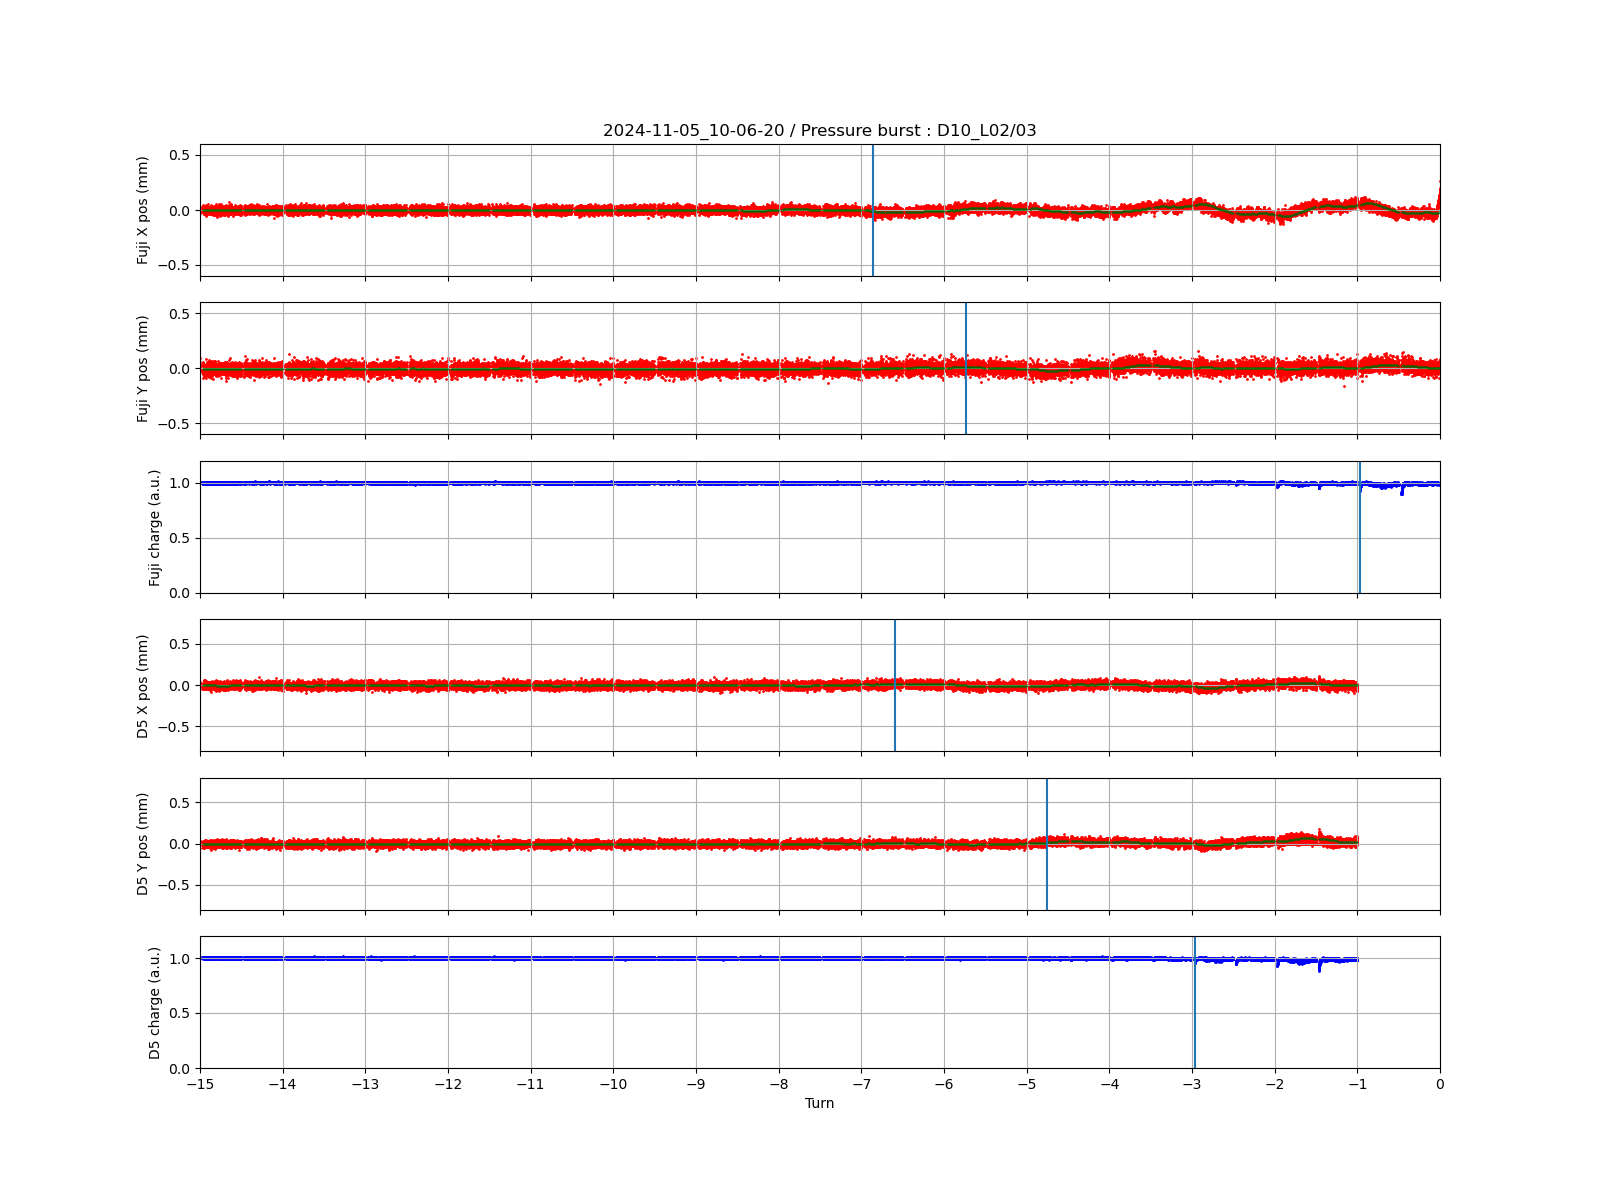 2024-11-05_10-06-20 / Pressure burst : D10_L02/03
Fuji X pos (mm)
0.5
0.0
−0.5
Fuji Y pos (mm)
0.5
0.0
−0.5
Fuji charge (a.u.)
1.0
0.5
0.0
D5 X pos (mm)
0.5
0.0
−0.5
D5 Y pos (mm)
0.5
0.0
−0.5
D5 charge (a.u.)
1.0
0.5
0.0
−15 −14 −13 −12 −11 −10 −9 −8 −7 −6 −5 −4 −3 −2 −1 0
Turn